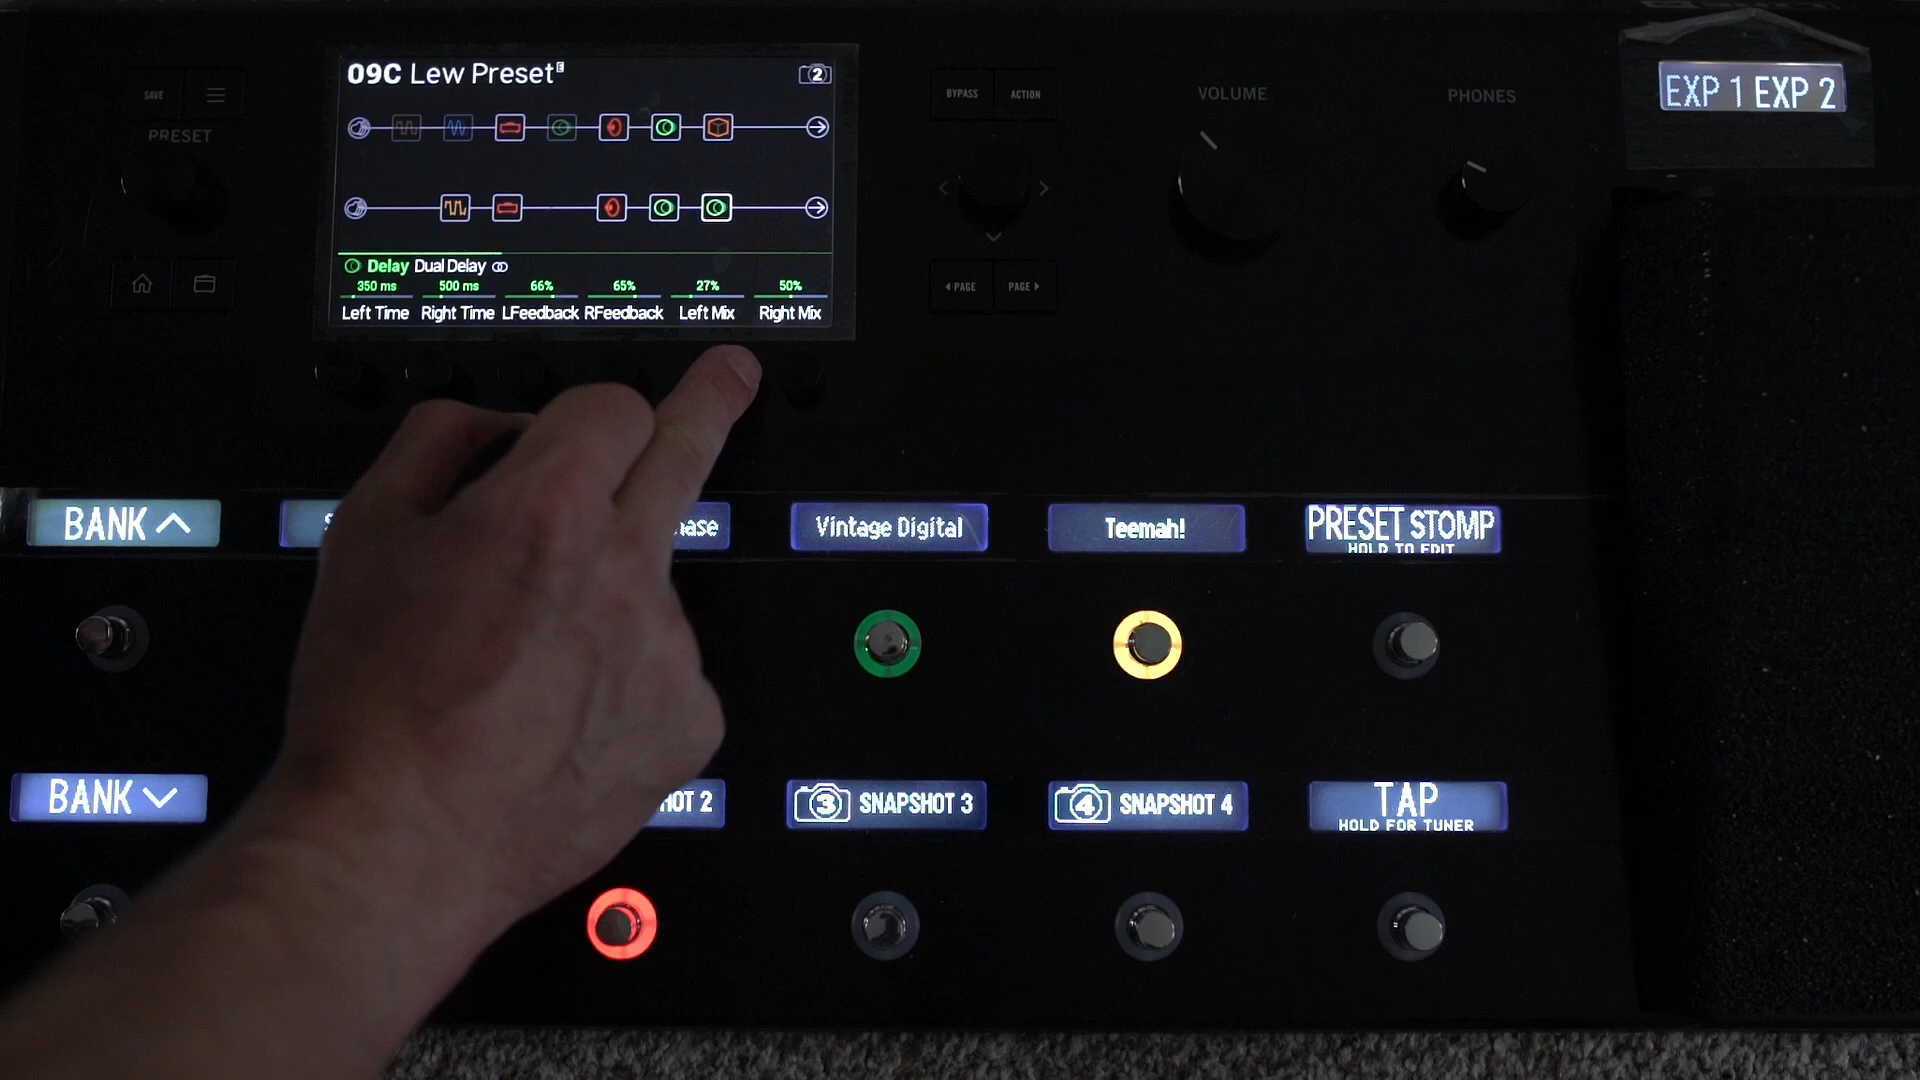 09C Lew PresetE
2
SAVE
PRESET
Delay Dual Delay
350 ms 500 ms 66% 65% 27% 50%
Left Time Right Time LFeedback RFeedback Left Mix Right Mix
BYPASS ACTION
PAGE PAGE
VOLUME
PHONES
EXP 1 EXP 2
BANK
Vintage Digital
Teemah!
PRESET STOMP
HOLD TO EDIT
BANK
HOT 2
3 SNAPSHOT 3
4 SNAPSHOT 4
TAP
HOLD FOR TUNER